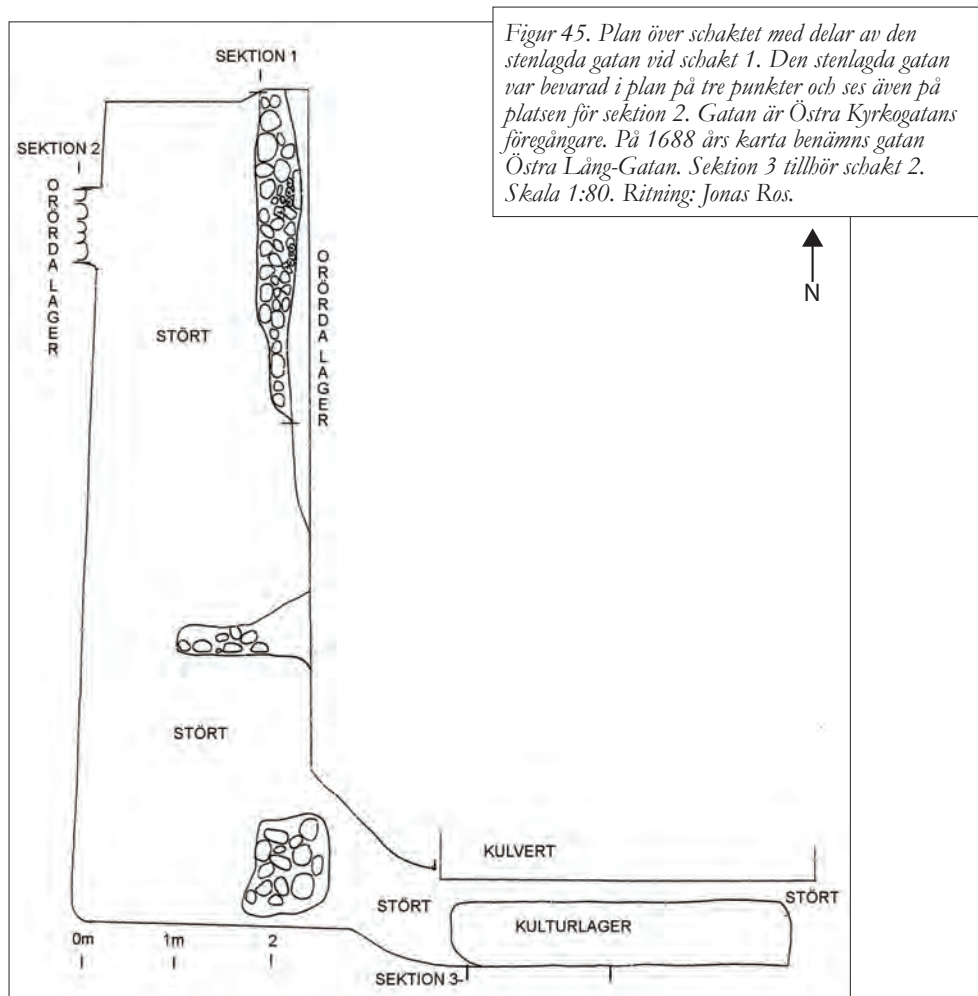 Figur 45. Plan över schaktet med delar av den
stenlagda gatan vid schakt 1. Den stenlagda gatan
var bevarad i plan på tre punkter och ses även på
platsen för sektion 2. Gatan är Östra Kyrkogatans
föregångare. På 1688 års karta benämns gatan
Östra Lång-Gatan. Sektion 3 tillhör schakt 2.
Skala 1:80. Ritning: Jonas Ros.
SEKTION 1
SEKTION 2
ORÖRDA LAGER
STÖRT
ORÖRDA LAGER
N
STÖRT
KULVERT
STÖRT
STÖRT
KULTURLAGER
0m 1m 2
SEKTION 3-